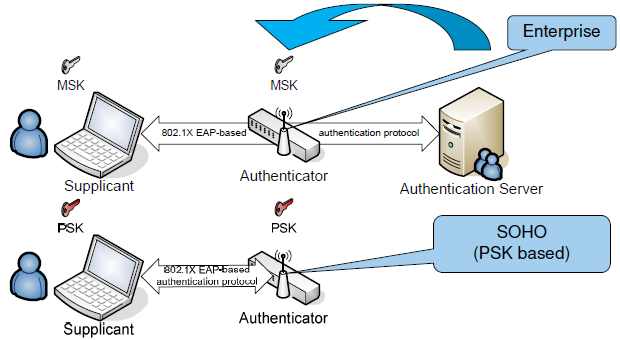 Enterprise
MSK
MSK
802.1X EAP-based
authentication protocol
Supplicant
Authenticator
Authentication Server
PSK
PSK
SOHO
(PSK based)
802.1X EAP-based
authentication protocol
Supplicant
Authenticator